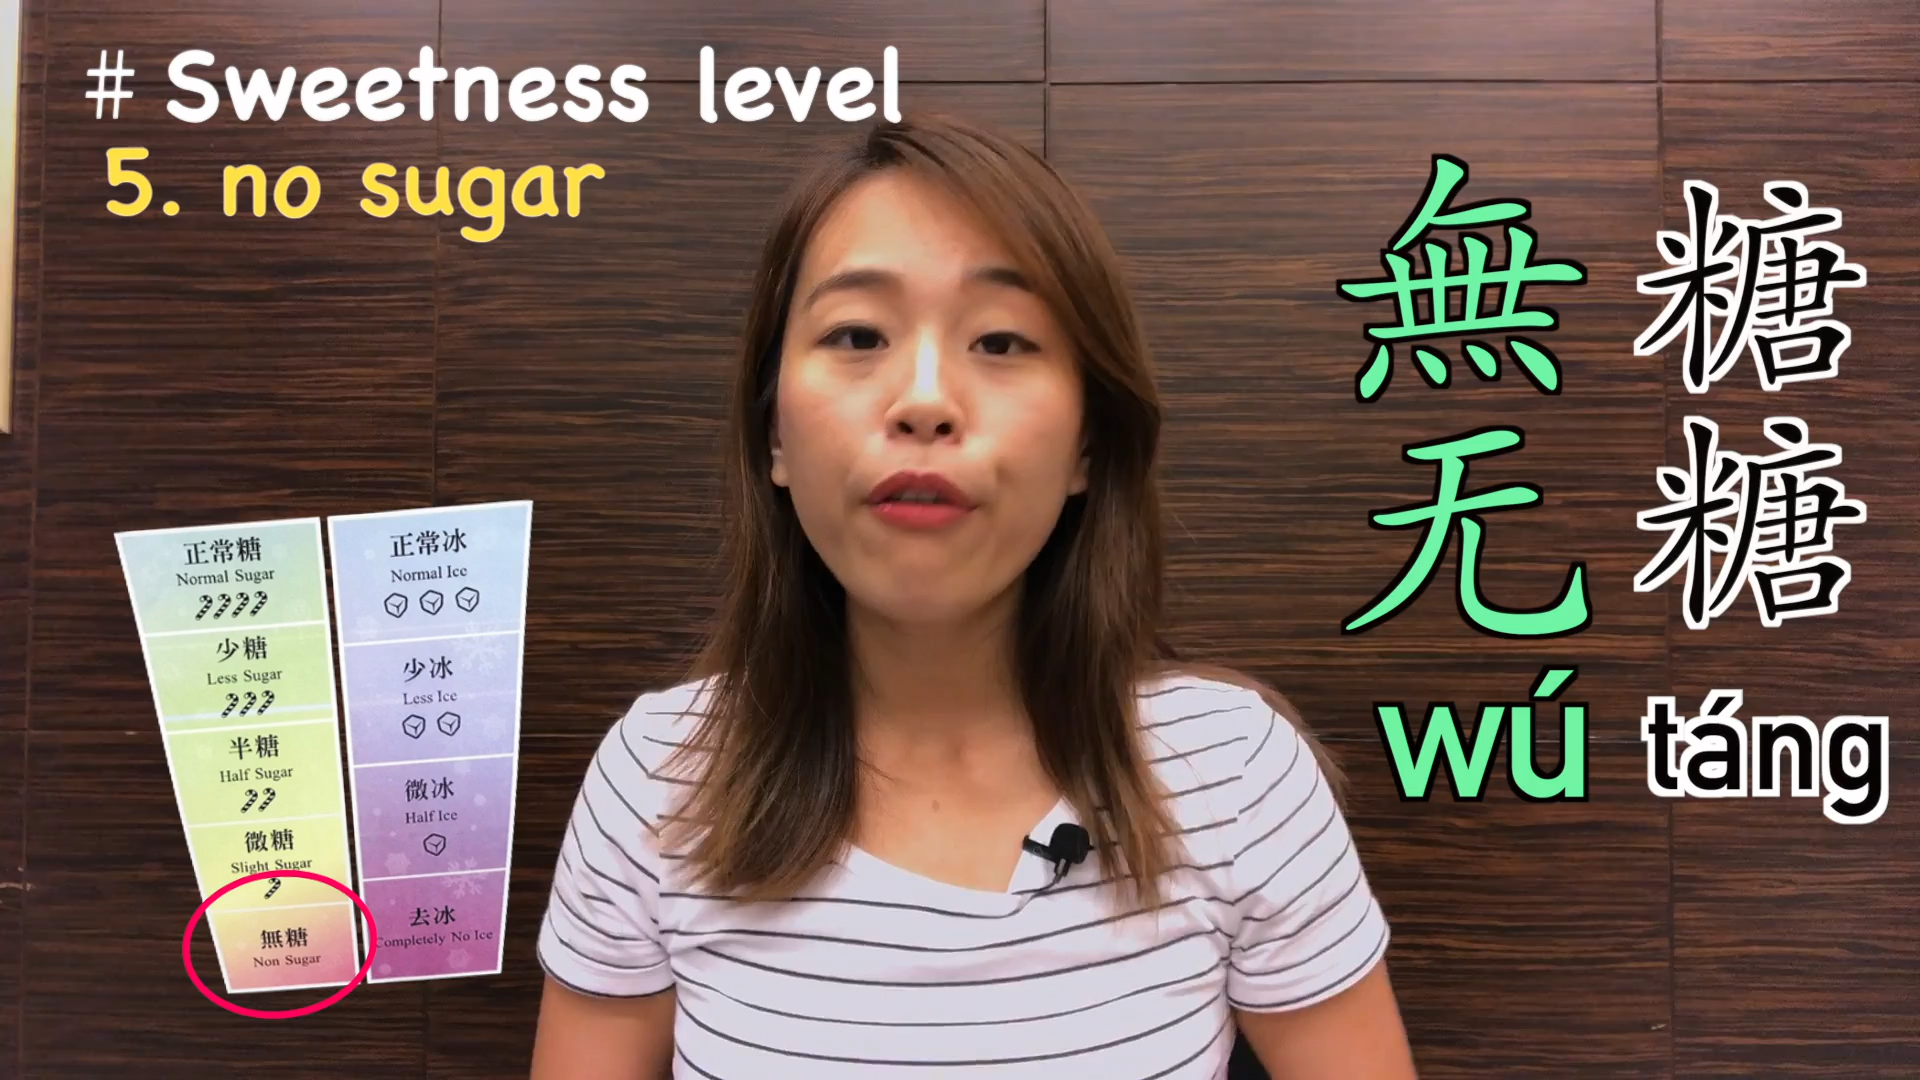 # Sweetness level
5. no sugar
無糖
无糖
wú táng
正常糖
Normal Sugar
少糖
Less Sugar
半糖
Half Sugar
微糖
Slight Sugar
無糖
Non Sugar
正常冰
Normal Ice
少冰
Less Ice
微冰
Half Ice
去冰
Completely No Ice